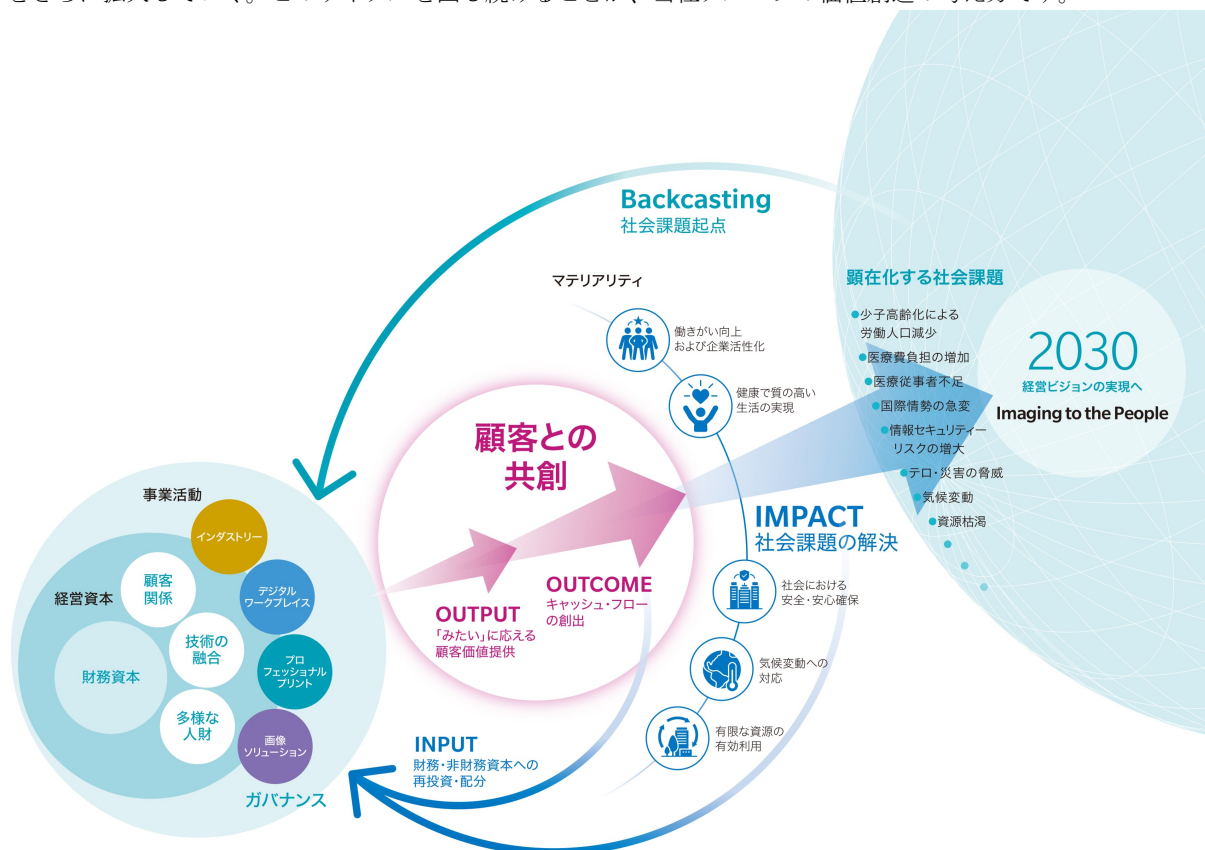 Backcasting
社会課題起点
マテリアリティ
働きがい向上
および企業活性化
健康で質の高い
生活の実現
顕在化する社会課題
●少子高齢化による
労働人口減少
●医療費負担の増加
●医療従事者不足
●国際情勢の急変
●情報セキュリティー
リスクの増大
●テロ・災害の脅威
●気候変動
●資源枯渇
2030
経営ビジョンの実現へ
Imaging to the People
顧客との
共創
事業活動
インダストリー
デジタル
ワークプレイス
プロ
フェッショナル
プリント
画像
ソリューション
経営資本
顧客
関係
技術の
融合
財務資本
多様な
人財
ガバナンス
OUTPUT
「みたい」に応える
顧客価値提供
OUTCOME
キャッシュ・フロー
の創出
IMPACT
社会課題の解決
社会における
安全・安心確保
気候変動への
対応
有限な資源の
有効利用
INPUT
財務・非財務資本への
再投資・配分